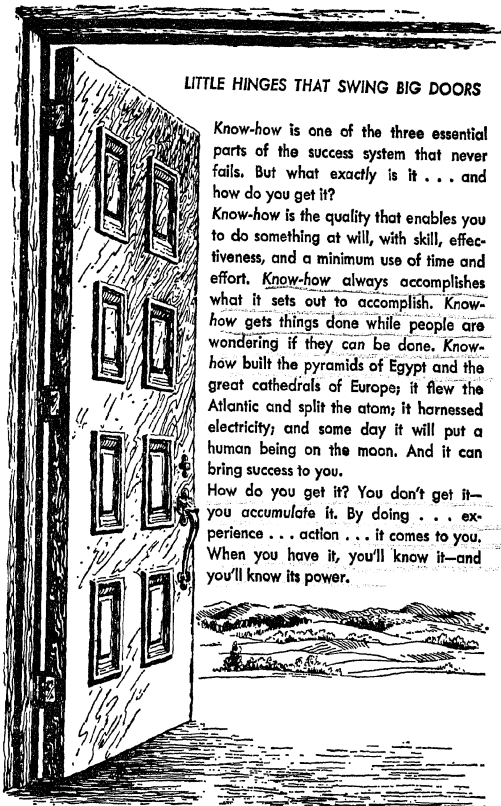 LITTLE HINGES THAT SWING BIG DOORS
Know-how is one of the three essential
parts of the success system that never
fails. But what exactly is it . . . and
how do you get it?
Know-how is the quality that enables you
to do something at will, with skill, effec-
tiveness, and a minimum use of time and
effort. Know-how always accomplishes
what it sets out to accomplish. Know-
how gets things done while people are
wondering if they can be done. Know-
how built the pyramids of Egypt and the
great cathedrals of Europe; it flew the
Atlantic and split the atom; it harnessed
electricity; and some day it will put a
human being on the moon. And it can
bring success to you.
How do you get it? You don't get it—
you accumulate it. By doing . . . ex-
perience . . . action . . . it comes to you.
When you have it, you'll know it—and
you'll know its power.